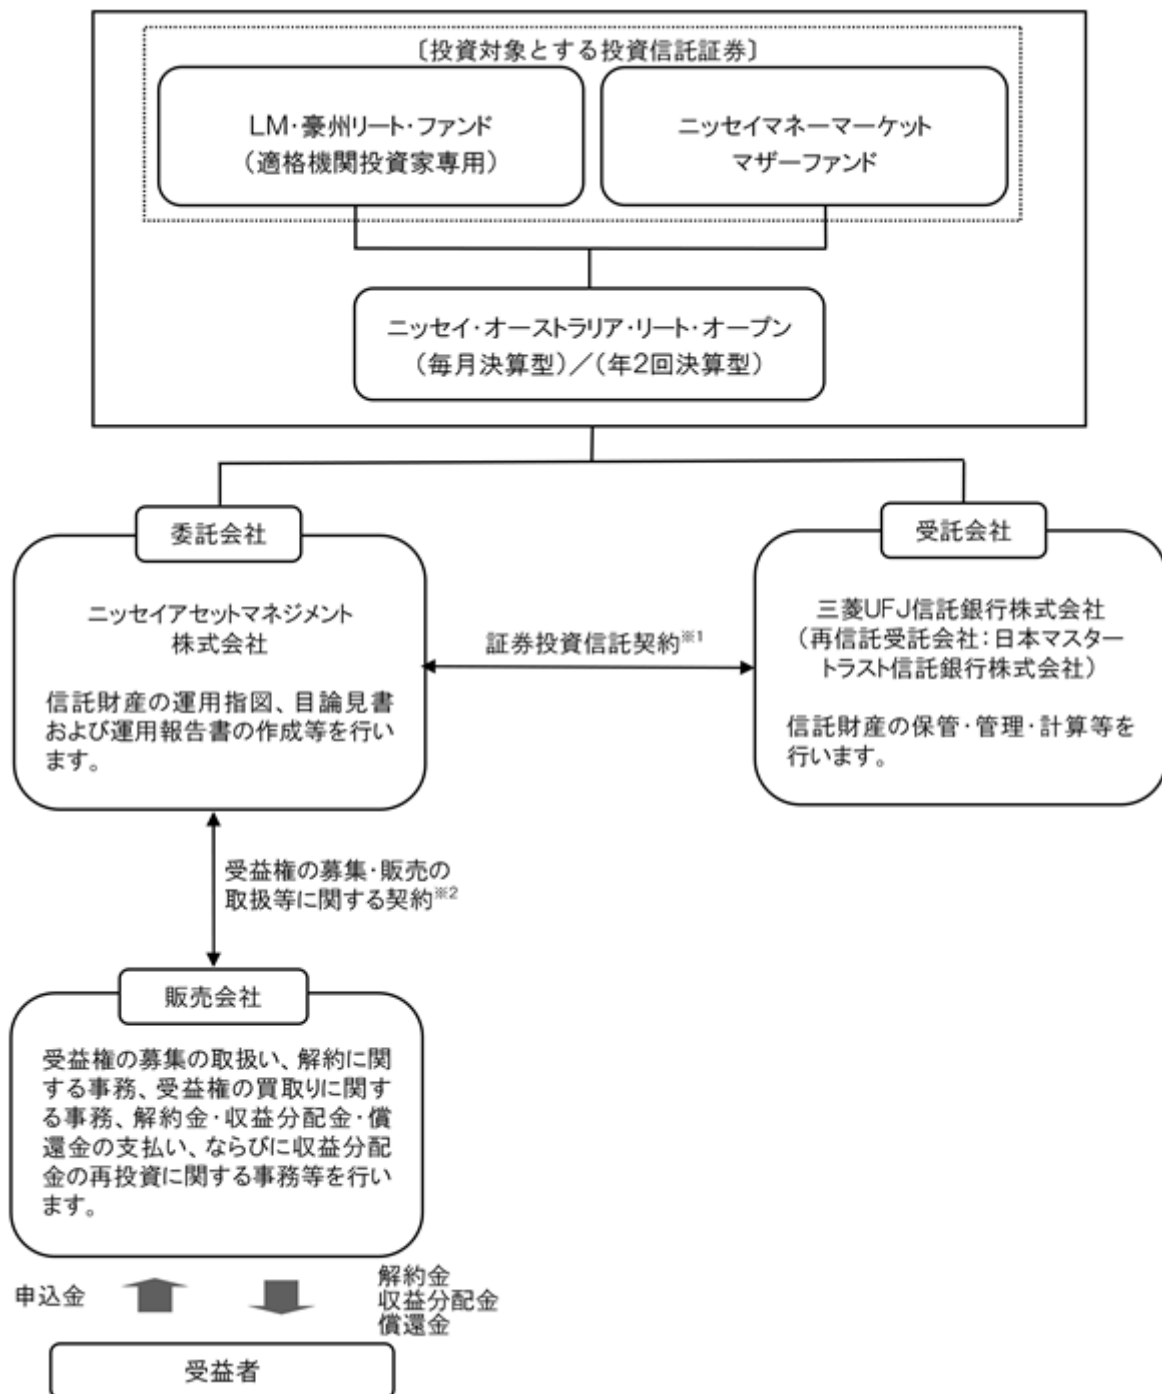 〔投資対象とする投資信託証券〕
LM・豪州リート・ファンド
（適格機関投資家専用）
ニッセイマネーマーケット
マザーファンド
ニッセイ・オーストラリア・リート・オープン
（毎月決算型）／（年2回決算型）
委託会社
ニッセイアセットマネジメント
株式会社
信託財産の運用指図、目論見書
および運用報告書の作成等を行い
ます。
証券投資信託契約※1
受託会社
三菱UFJ信託銀行株式会社
（再信託受託会社：日本マスター
トラスト信託銀行株式会社）
信託財産の保管・管理・計算等を
行います。
受益権の募集・販売の
取扱等に関する契約※2
販売会社
受益権の募集の取扱い、解約に関
する事務、受益権の買取りに関す
る事務、解約金・収益分配金・償
還金の支払い、ならびに収益分配
金の再投資に関する事務等を行い
ます。
申込金
解約金
収益分配金
償還金
受益者